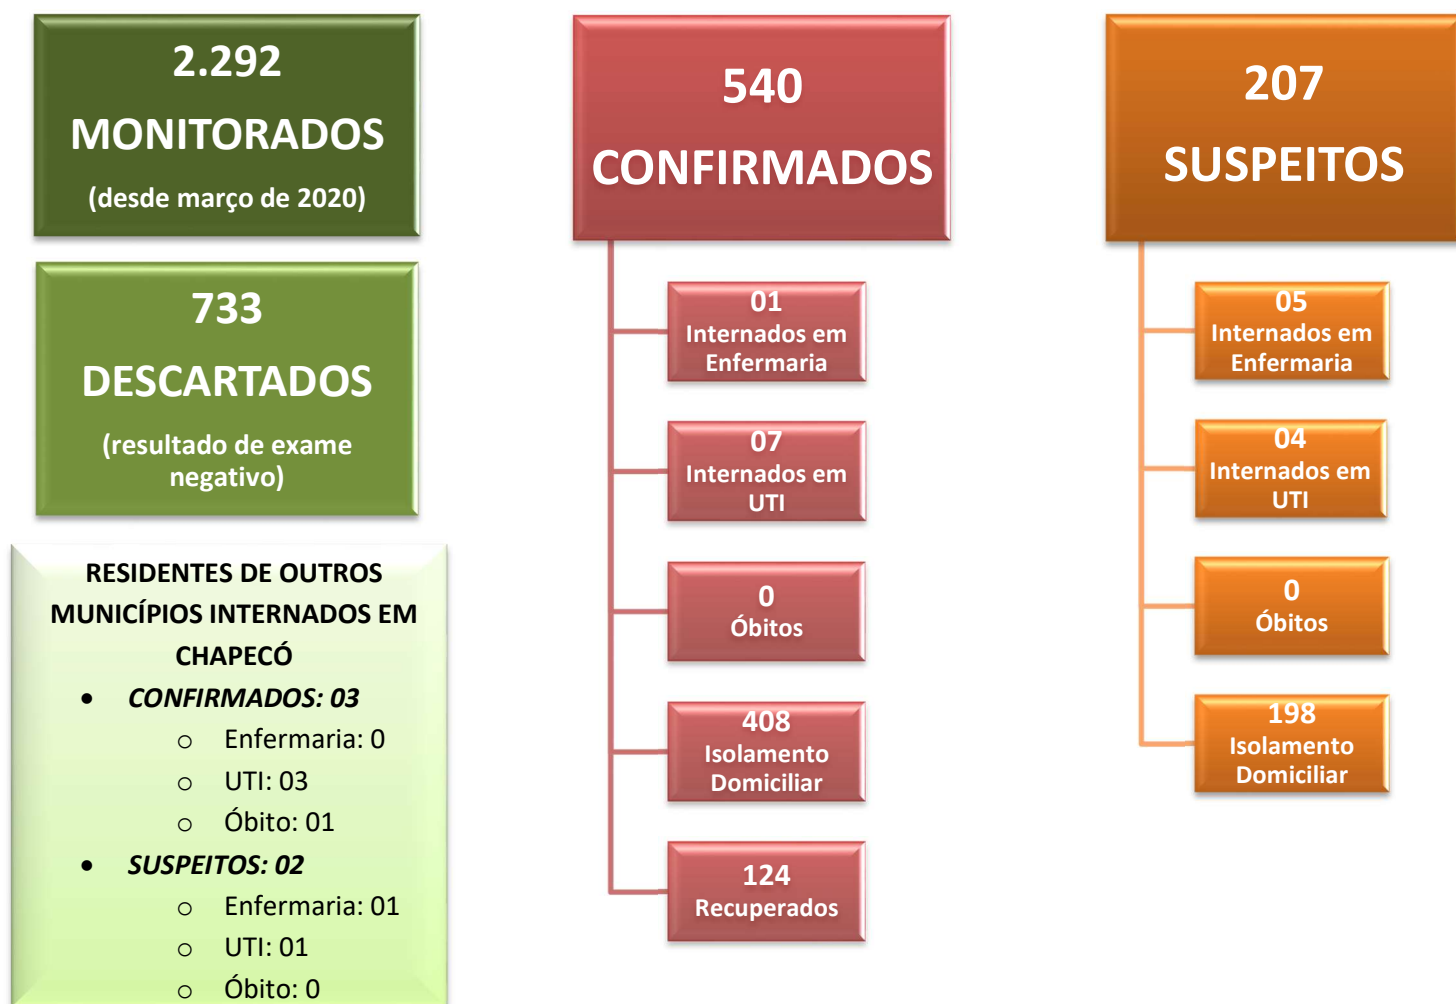 2.292
MONITORADOS
(desde março de 2020)
733
DESCARTADOS
(resultado de exame
negativo)
RESIDENTES DE OUTROS
MUNICÍPIOS INTERNADOS EM
CHAPECÓ
• CONFIRMADOS: 03
o Enfermaria: 0
o UTI: 03
o Óbito: 01
• SUSPEITOS: 02
o Enfermaria: 01
o UTI: 01
o Óbito: 0
540
CONFIRMADOS
01
Internados em
Enfermaria
07
Internados em
UTI
0
Óbitos
408
Isolamento
Domiciliar
124
Recuperados
207
SUSPEITOS
05
Internados em
Enfermaria
04
Internados em
UTI
0
Óbitos
198
Isolamento
Domiciliar